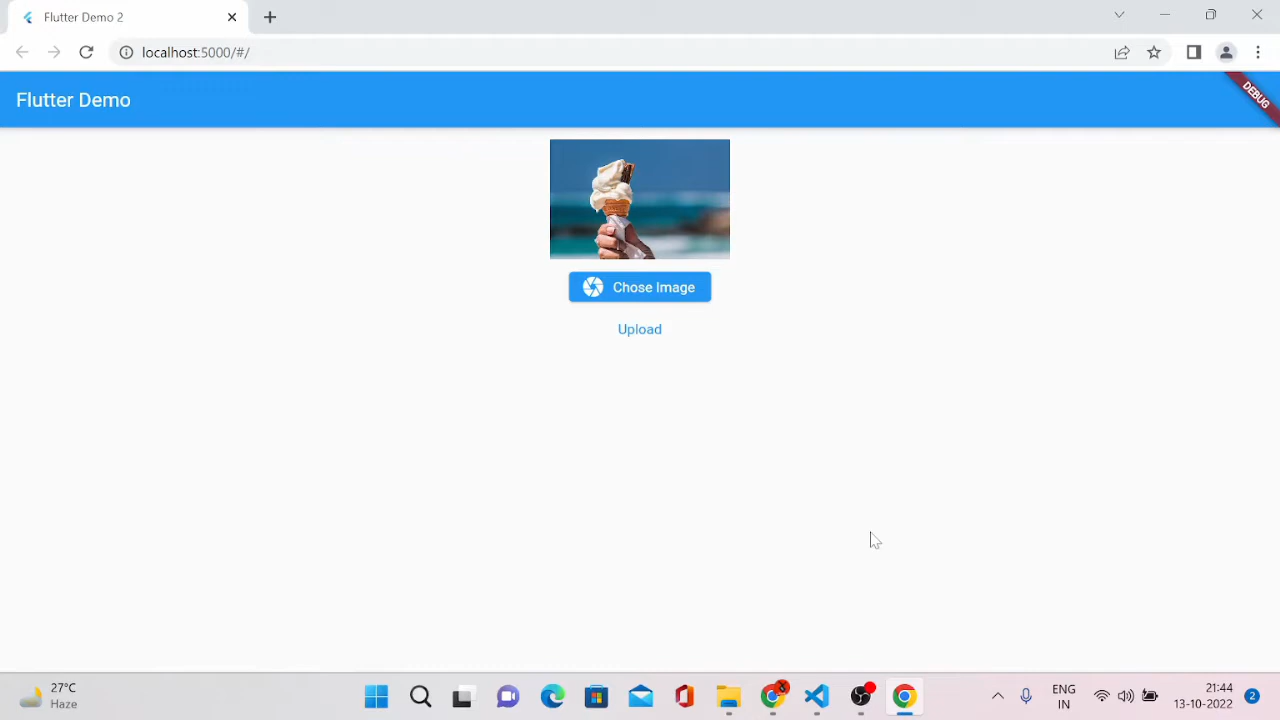 Flutter Demo 2
localhost:5000/#/
Flutter Demo
DEBUG
Chose Image
Upload
27°C
Haze
ENG
IN
21:44
13-10-2022
2